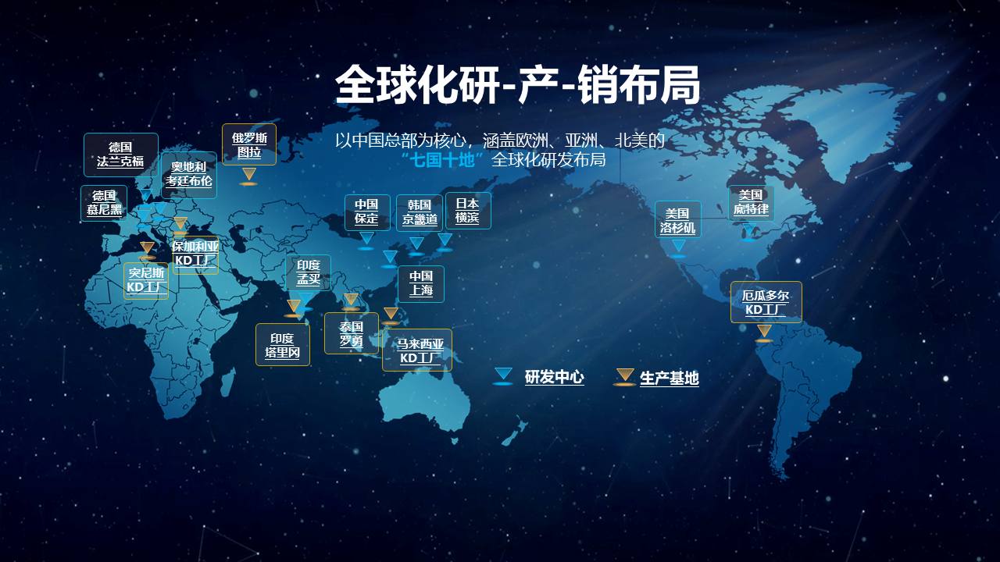 全球化研-产-销布局
以中国总部为核心，涵盖欧洲、亚洲、北美的
“七国十地”全球化研发布局
德国
法兰克福
奥地利
考廷布伦
俄罗斯
图拉
德国
慕尼黑
保加利亚
KD工厂
突尼斯
KD工厂
中国
保定
韩国
京畿道
日本
横滨
印度
孟买
中国
上海
印度
塔里冈
泰国
罗勇
马来西亚
KD工厂
美国
洛杉矶
美国
底特律
厄瓜多尔
KD工厂
研发中心
生产基地